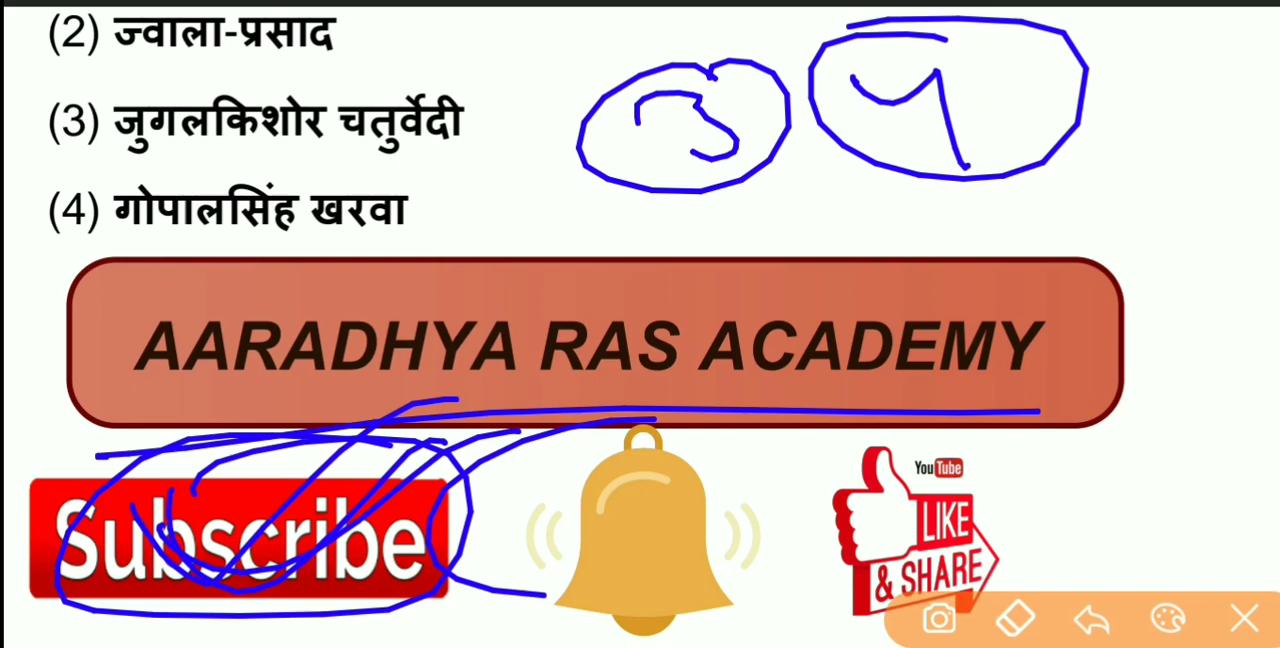 (2) ज्वाला-प्रसाद
(3) जुगलकिशोर चतुर्वेदी
(4) गोपालसिंह खरवा
AARADHYA RAS ACADEMY
Subscribe
YouTube
LIKE
& SHARE